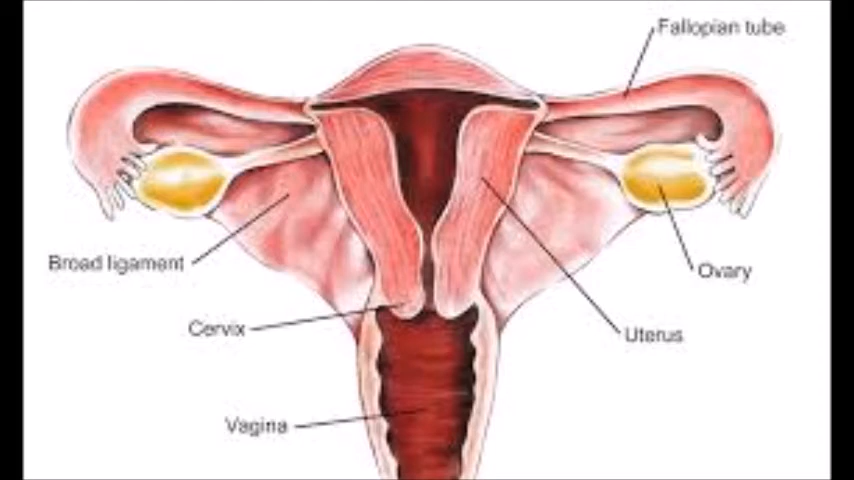 Fallopian tube
Broad ligament
Ovary
Cervix
Uterus
Vagina